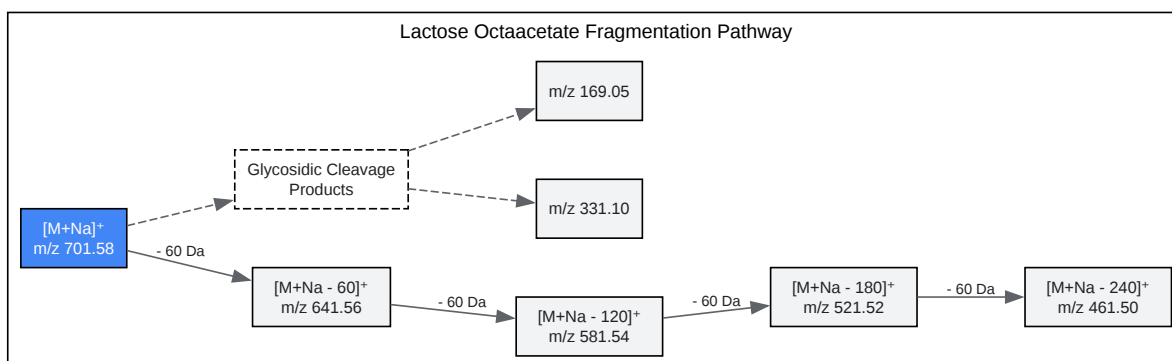 Lactose Octaacetate Fragmentation Pathway
m/z 169.05
Glycosidic Cleavage
Products
m/z 331.10
[M+Na]⁺
m/z 701.58
- 60 Da
[M+Na - 60]⁺
m/z 641.56
- 60 Da
[M+Na - 120]⁺
m/z 581.54
- 60 Da
[M+Na - 180]⁺
m/z 521.52
- 60 Da
[M+Na - 240]⁺
m/z 461.50